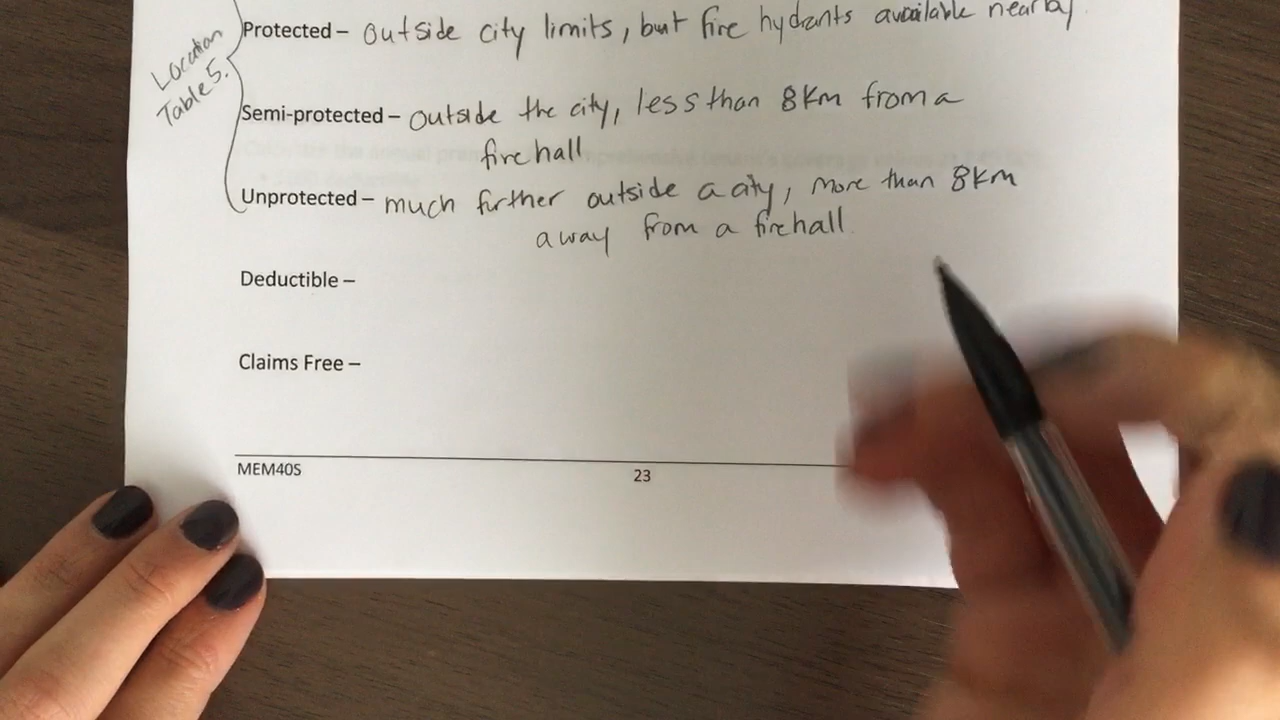 Location
Table 5.
Protected – outside city limits, but fire hydrants available nearby.
Semi-protected – outside the city, less than 8km from a
firehall
Unprotected – much further outside a city, more than 8km
away from a firehall.
Deductible –
Claims Free –
MEM40S
23